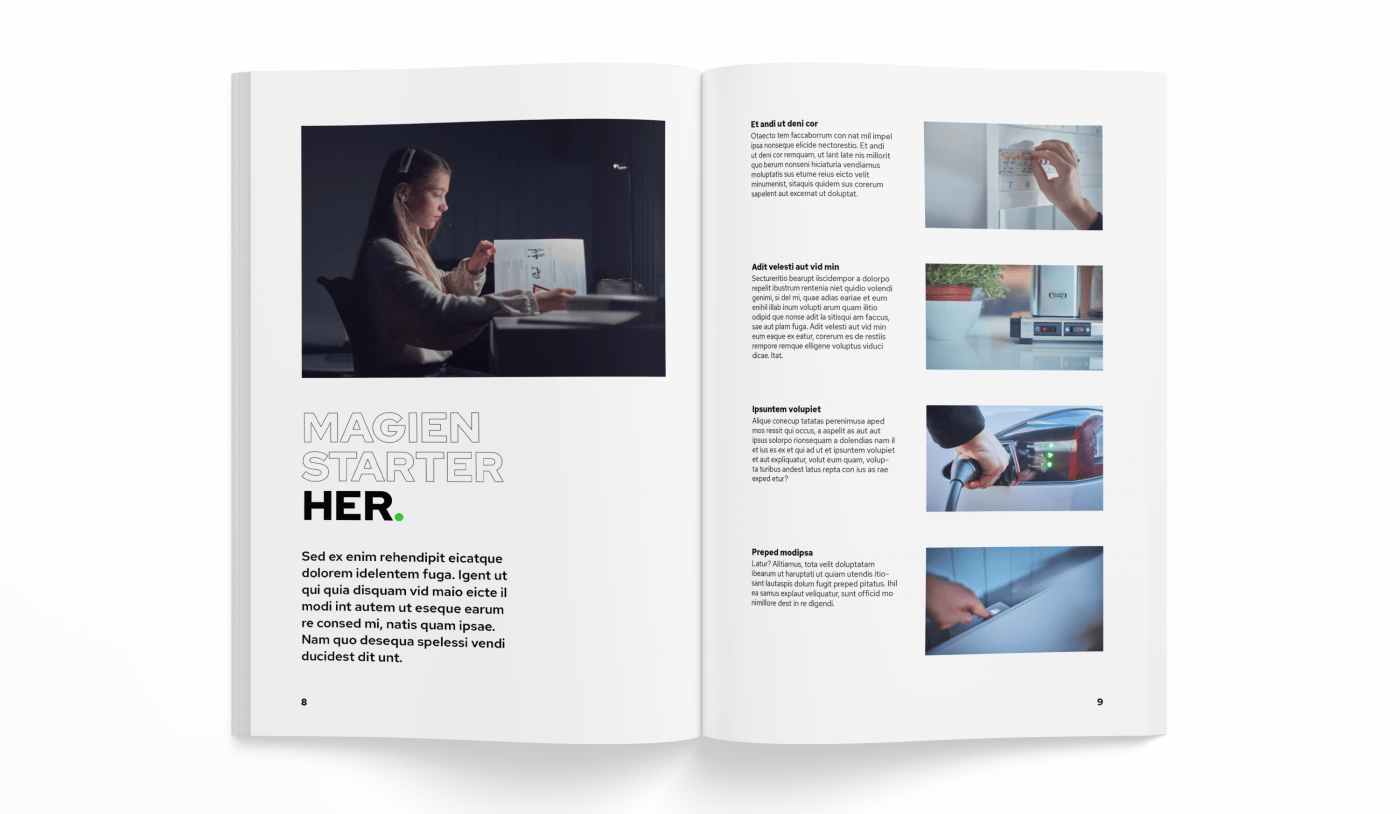 MAGIEN
STARTER
HER.
Sed ex enim rehendipit eicatque
dolorem idelentem fuga. Igent ut
qui quia disquam vid maio eicte il
modi int autem ut eseque earum
re consed mi, natis quam ipsae.
Nam quo desequa spelessi vendi
ducidest dit unt.
8
Et andi ut deni cor
Otaecto tem faccaborrum con nat mil impel
ipsa nonseque elicide nectorestio. Et andi
ut deni cor remquam, ut lant late nis millorit
quo berum nonseni hiciaturia vendiamus
moluptatis sus etume reius eicto velit
minumenist, sitaquis quidem sus corerum
sapelent aut excernat ut doluptat.
7 8
Adit velesti aut vid min
Sectureritio bearupt iscidempor a dolorpo
repelit ibustrum rentenia niet quidio volendi
genimi, si del mi, quae adias eariae et eum
enihil illab inum volupti arum quam ilitio
odipid que nonse adit la sitisqui am faccus,
sae aut plam fuga. Adit velesti aut vid min
eum eaque ex eatur, corerum es de restiis
rempore remque elligene voluptus viduci
dicae. Itat.
Ipsuntem volupiet
Alique conecup tatatas perenimusa aped
mos ressit qui occus, a aspelit as aut aut
ipsus solorpo rionsequam a dolendias nam il
et ius es ex et qui ad ut et ipsuntem volupiet
et aut expliquatur, volut eum quam, volup-
ta turibus andest latus repta con ius as rae
exped etur?
Preped modipsa
Latur? Alitiamus, tota velit doluptatam
ibearum ut haruptati ut quiam utendis itio-
sant lautaspis dolum fugit preped pitatus. Ihil
ea samus explaut veliquatur, sunt officid mo
nimillore dest in re digendi.
9